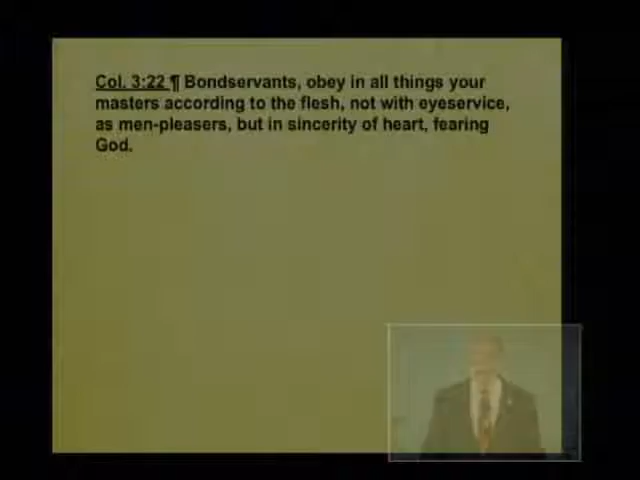 Col. 3:22 ¶ Bondservants, obey in all things your
masters according to the flesh, not with eyeservice,
as men-pleasers, but in sincerity of heart, fearing
God.